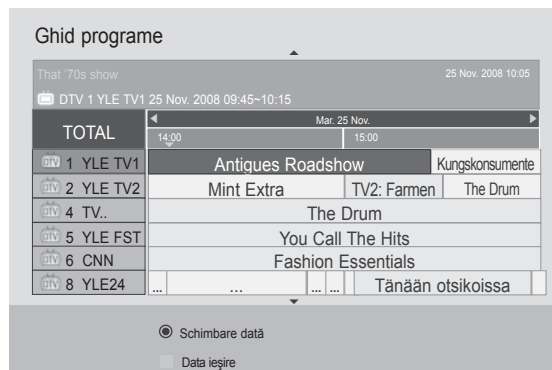 Ghid programe
That '70s show 25 Nov. 2008 10:05
DTV 1 YLE TV1 25 Nov. 2008 09:45~10:15
TOTAL
Mar. 25 Nov.
14:00 15:00
DTV 1 YLE TV1 Antigues Roadshow Kungskonsumente
DTV 2 YLE TV2 Mint Extra TV2: Farmen The Drum
DTV 4 TV.. The Drum
DTV 5 YLE FST You Call The Hits
DTV 6 CNN Fashion Essentials
DTV 8 YLE24 ... ... ... ... Tänään otsikoissa
Schimbare dată
Data ieşire